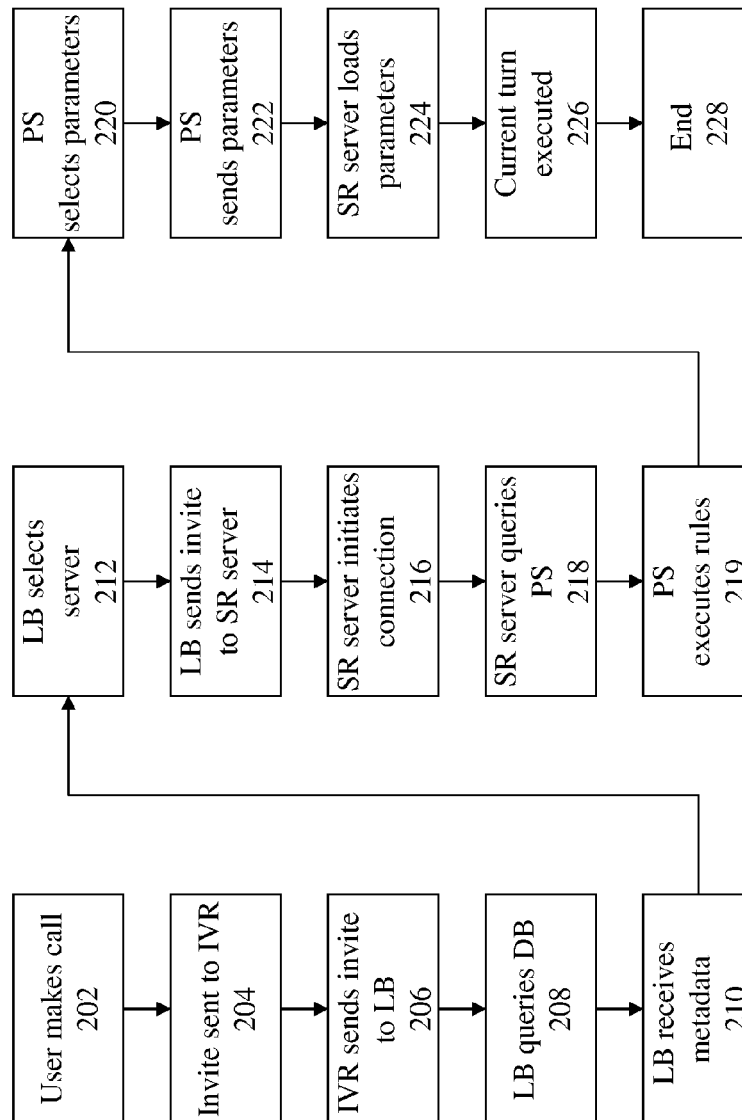 User makes call
202
Invite sent to IVR
204
IVR sends invite
to LB
206
LB queries DB
208
LB receives
metadata
210
LB selects
server
212
LB sends invite
to SR server
214
SR server initiates
connection
216
SR server queries
PS
218
PS
executes rules
219
PS
selects parameters
220
PS
sends parameters
222
SR server loads
parameters
224
Current turn
executed
226
End
228